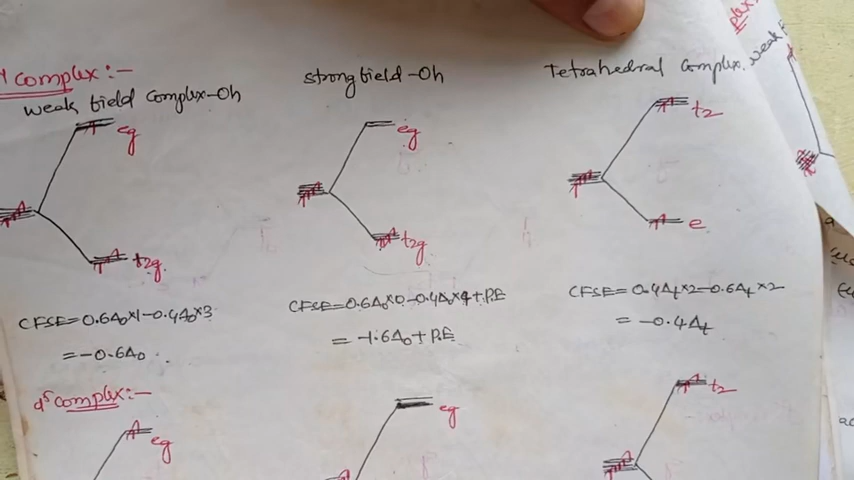 complex:-
weak field complex-Oh
strong field -Oh
Tetrahedral complex.
weak
eg
t2g
eg
t2g
t2
e
CFSE=0.6Δo×1-0.4Δo×3
=-0.6Δo.
CFSE=0.6Δo×0-0.4Δo×4+P.E
= -1.6Δo+P.E
CFSE=0.4Δt×2-0.6Δt×2
= -0.4Δt
d5 complex:-
eg
eg
t2